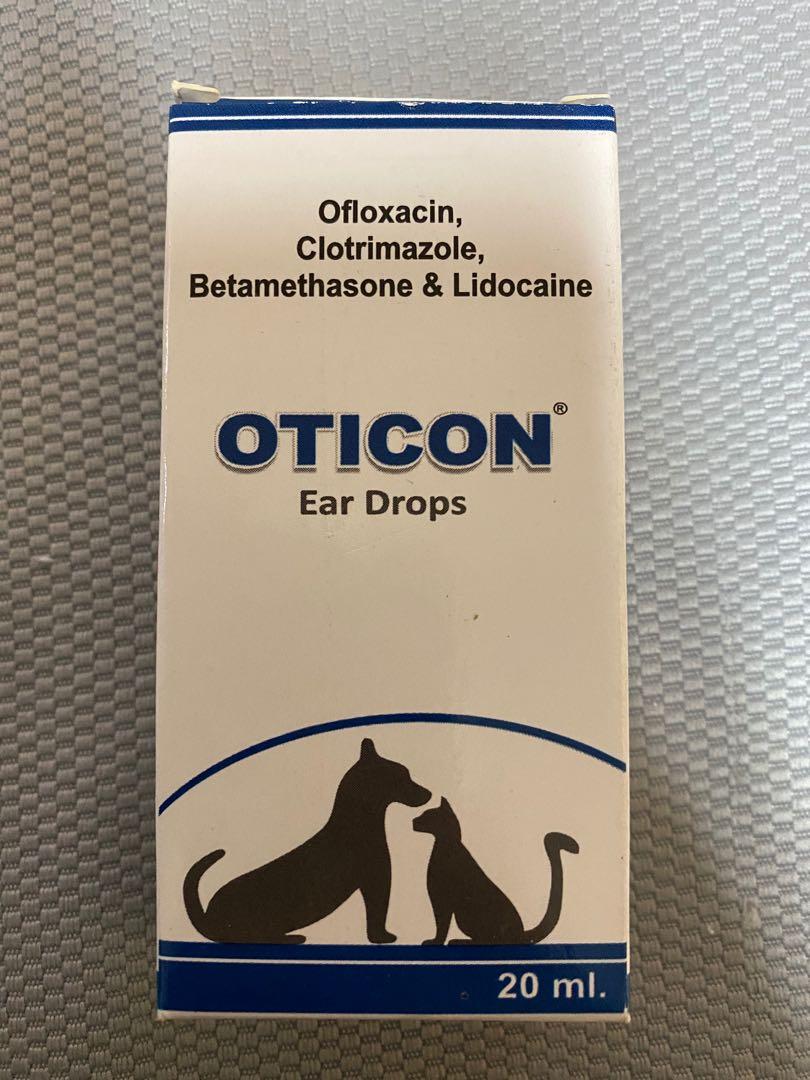 Ofloxacin,
Clotrimazole,
Betamethasone & Lidocaine
OTICON®
Ear Drops
20 ml.